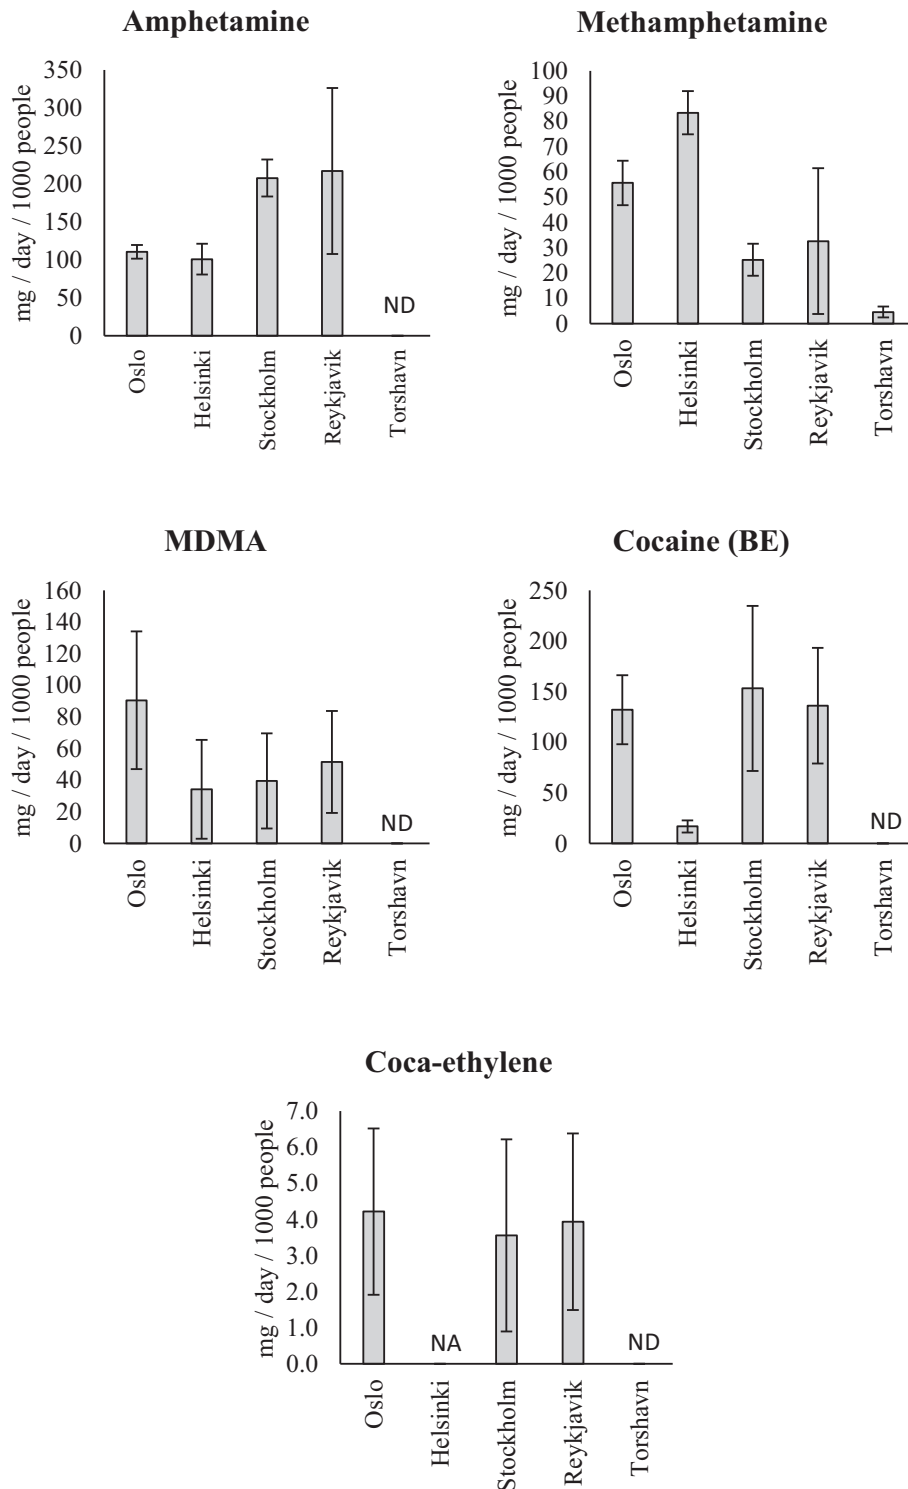 Amphetamine
mg / day / 1000 people
350
300
250
200
150
100
50
0
ND
Oslo
Helsinki
Stockholm
Reykjavik
Torshavn
Methamphetamine
mg / day / 1000 people
100
90
80
70
60
50
40
30
20
10
0
Oslo
Helsinki
Stockholm
Reykjavik
Torshavn
MDMA
mg / day / 1000 people
160
140
120
100
80
60
40
20
0
ND
Oslo
Helsinki
Stockholm
Reykjavik
Torshavn
Cocaine (BE)
mg / day / 1000 people
250
200
150
100
50
0
ND
Oslo
Helsinki
Stockholm
Reykjavik
Torshavn
Coca-ethylene
mg / day / 1000 people
7.0
6.0
5.0
4.0
3.0
2.0
1.0
0.0
NA
ND
Oslo
Helsinki
Stockholm
Reykjavik
Torshavn